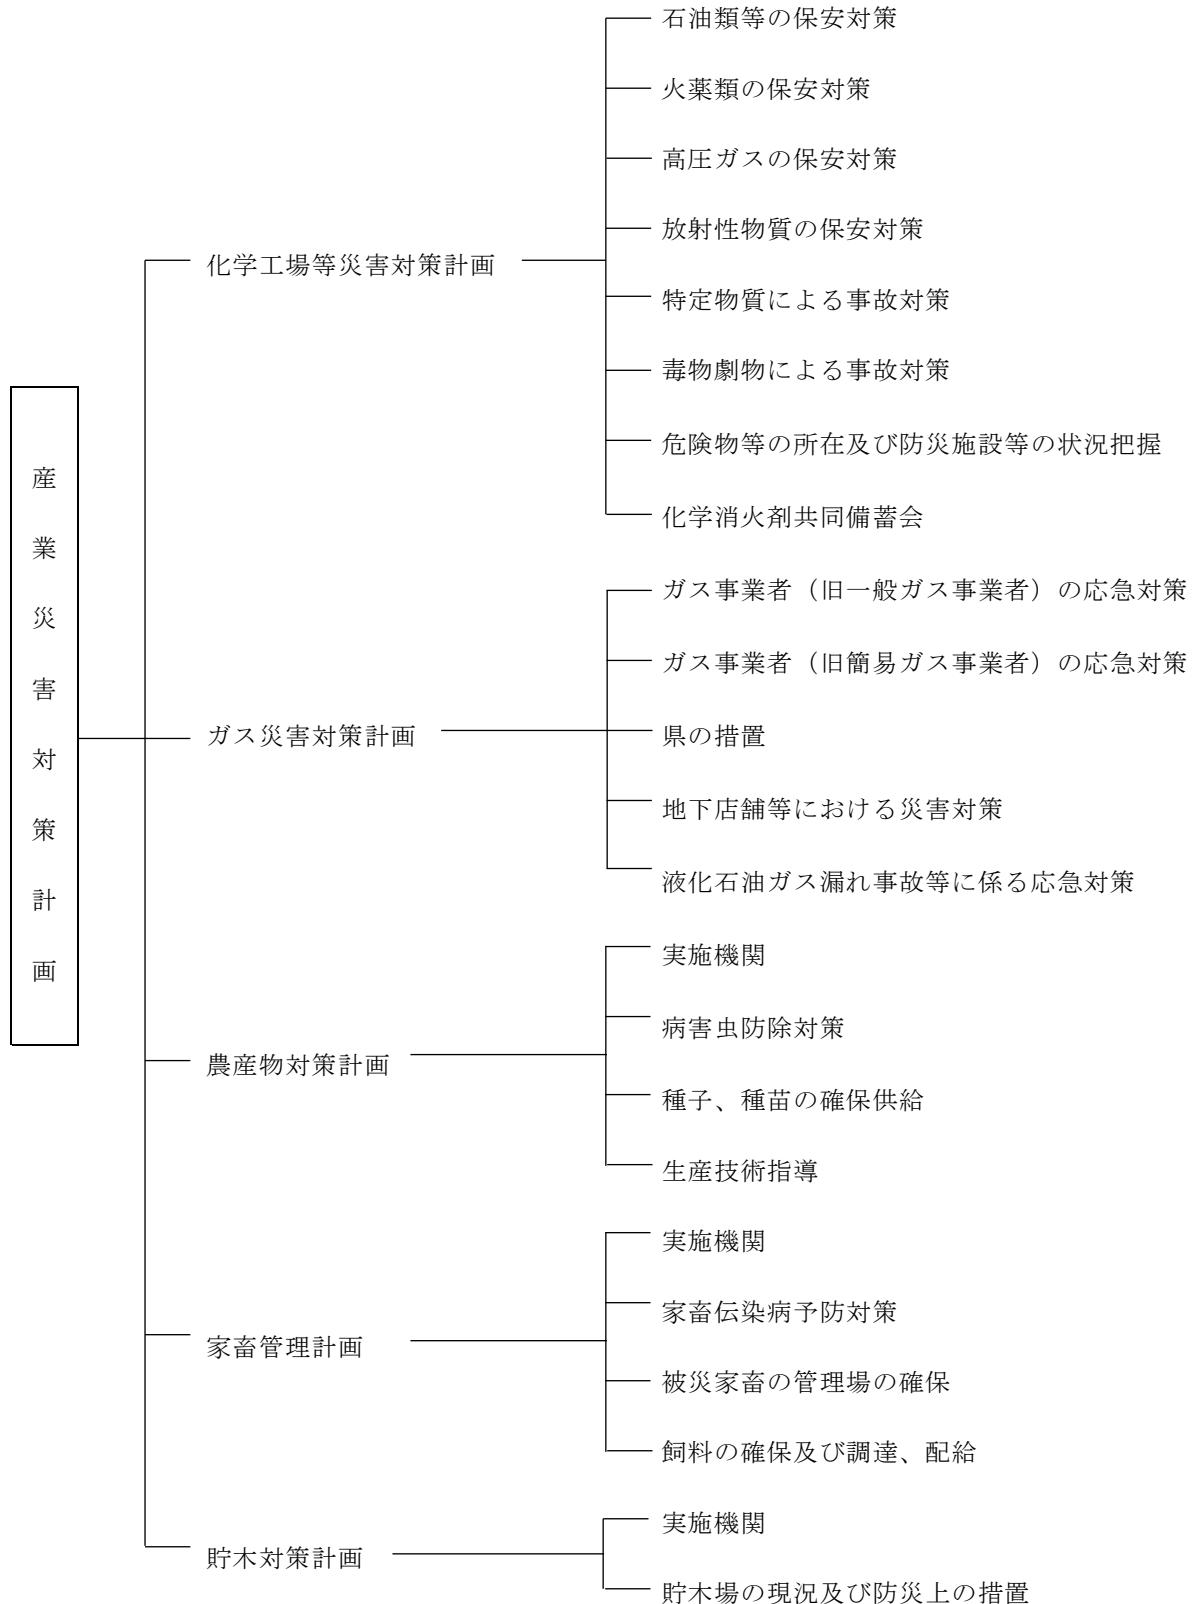 産業災害対策計画
化学工場等災害対策計画
石油類等の保安対策
火薬類の保安対策
高圧ガスの保安対策
放射性物質の保安対策
特定物質による事故対策
毒物劇物による事故対策
危険物等の所在及び防災施設等の状況把握
化学消火剤共同備蓄会
ガス災害対策計画
ガス事業者（旧一般ガス事業者）の応急対策
ガス事業者（旧簡易ガス事業者）の応急対策
県の措置
地下店舗等における災害対策
液化石油ガス漏れ事故等に係る応急対策
農産物対策計画
実施機関
病害虫防除対策
種子、種苗の確保供給
生産技術指導
家畜管理計画
実施機関
家畜伝染病予防対策
被災家畜の管理場の確保
飼料の確保及び調達、配給
貯木対策計画
実施機関
貯木場の現況及び防災上の措置